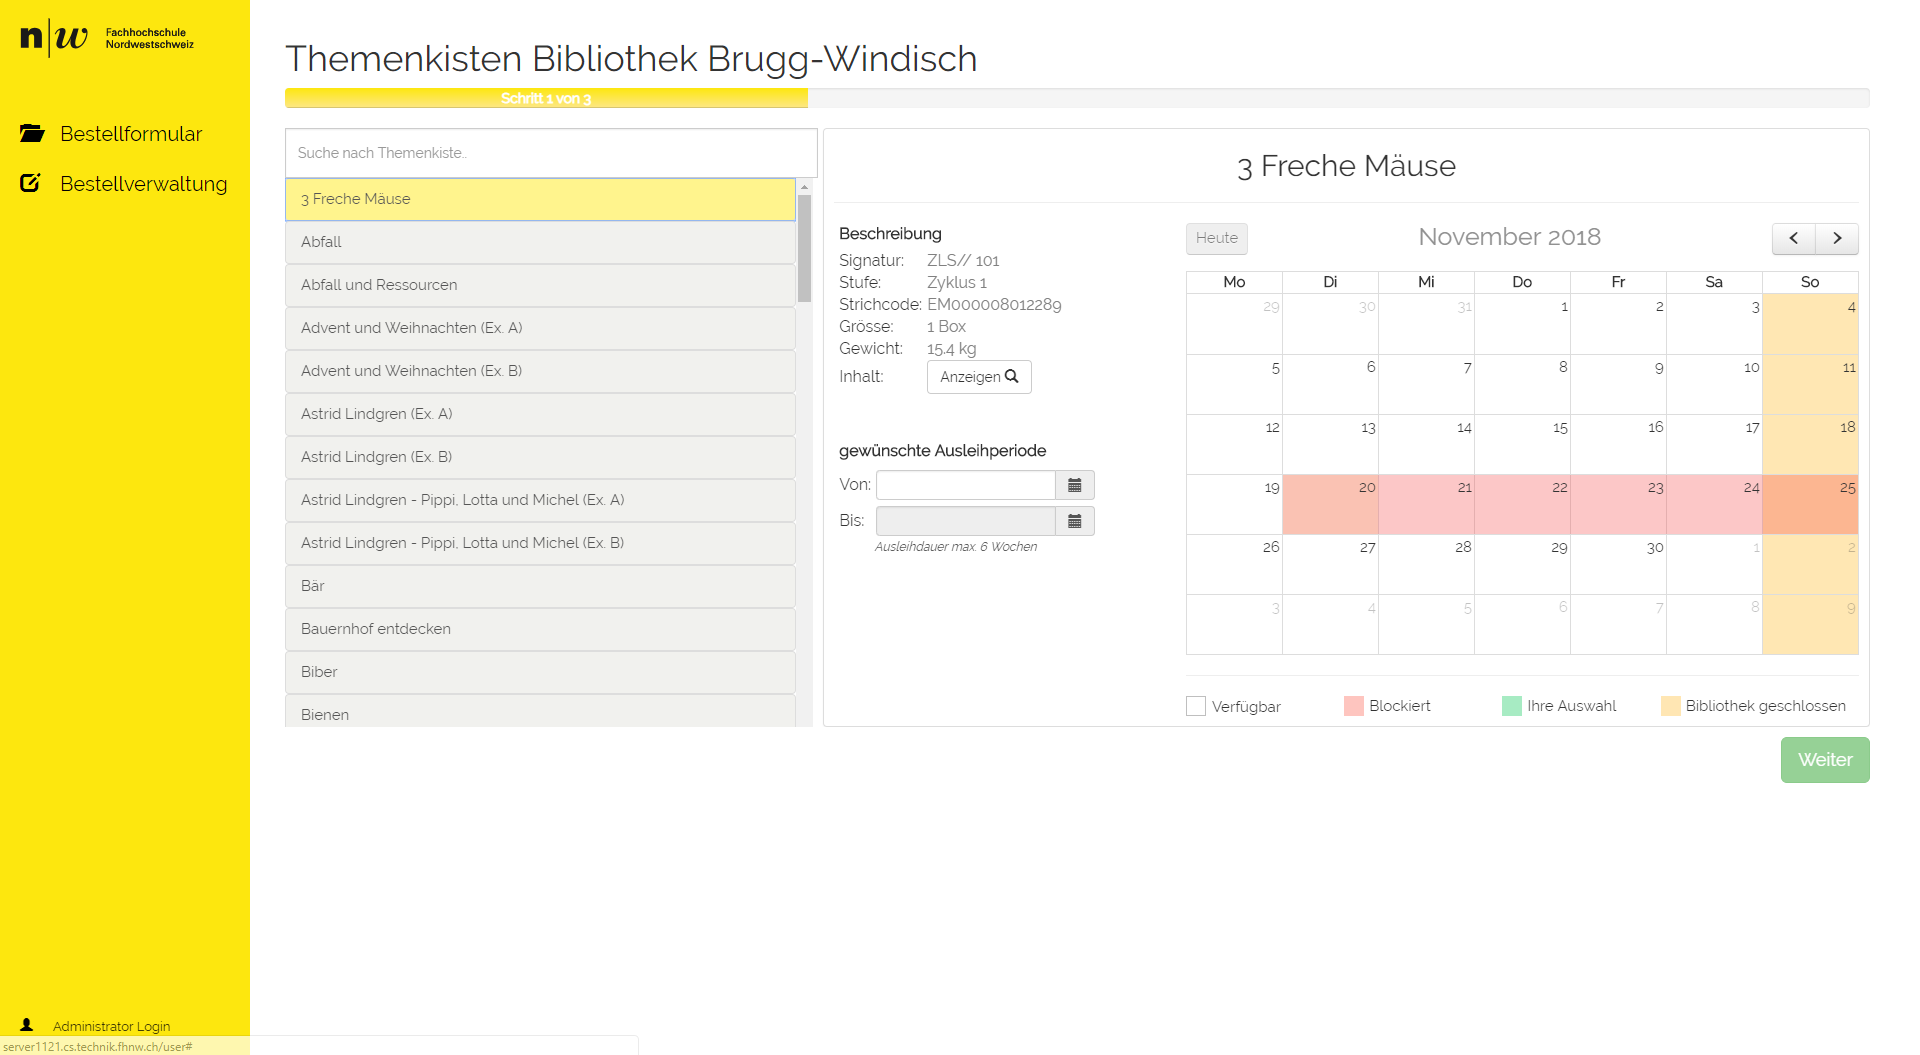 n|w Fachhochschule
Nordwestschweiz
Bestellformular
Bestellverwaltung
Administrator Login
server1121.cs.technik.fhnw.ch/user#
Themenkisten Bibliothek Brugg-Windisch
Schritt 1 von 3
Suche nach Themenkiste..
3 Freche Mäuse
Abfall
Abfall und Ressourcen
Advent und Weihnachten (Ex. A)
Advent und Weihnachten (Ex. B)
Astrid Lindgren (Ex. A)
Astrid Lindgren (Ex. B)
Astrid Lindgren - Pippi, Lotta und Michel (Ex. A)
Astrid Lindgren - Pippi, Lotta und Michel (Ex. B)
Bär
Bauernhof entdecken
Biber
Bienen
3 Freche Mäuse
Beschreibung
Signatur: ZLS// 101
Stufe: Zyklus 1
Strichcode: EM000008012289
Grösse: 1 Box
Gewicht: 15.4 kg
Inhalt: Anzeigen
gewünschte Ausleihperiode
Von:
Bis:
Ausleihdauer max. 6 Wochen
Heute November 2018
Mo Di Mi Do Fr Sa So
29 30 31 1 2 3 4
5 6 7 8 9 10 11
12 13 14 15 16 17 18
19 20 21 22 23 24 25
26 27 28 29 30 1 2
3 4 5 6 7 8 9
Verfügbar Blockiert Ihre Auswahl Bibliothek geschlossen
Weiter